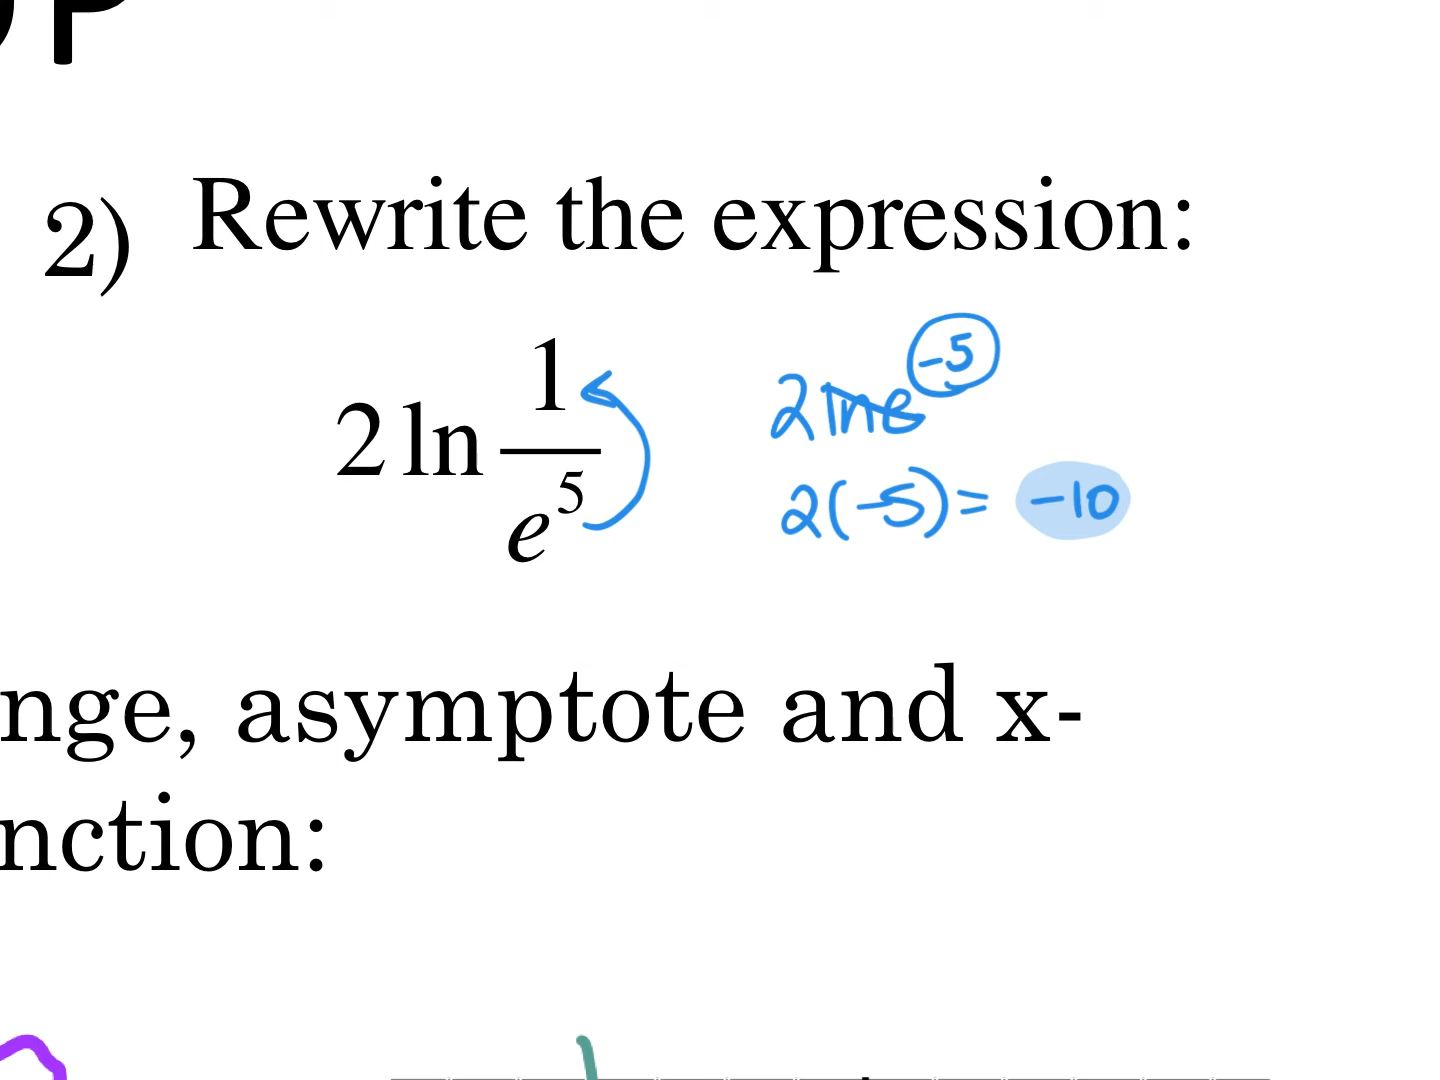 2) Rewrite the expression:
2 ln 1/e^5
2 ln e^-5
2(-5) = -10
nge, asymptote and x-
nction: